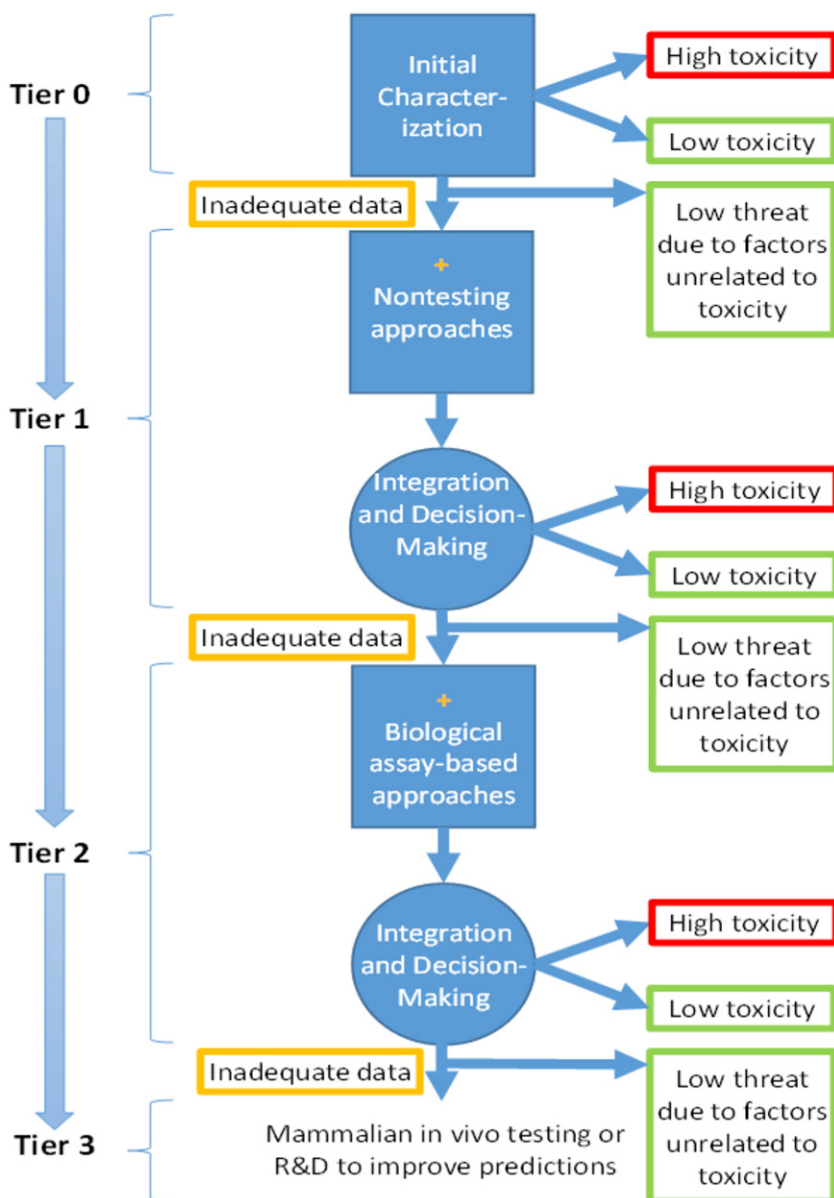 Tier 0
Initial
Character-
ization
High toxicity
Low toxicity
Inadequate data
Low threat
due to factors
unrelated to
toxicity
Tier 1
+
Nontesting
approaches
Integration
and Decision-
Making
High toxicity
Low toxicity
Inadequate data
Low threat
due to factors
unrelated to
toxicity
Tier 2
+
Biological
assay-based
approaches
Integration
and Decision-
Making
High toxicity
Low toxicity
Inadequate data
Low threat
due to factors
unrelated to
toxicity
Tier 3
Mammalian in vivo testing or
R&D to improve predictions